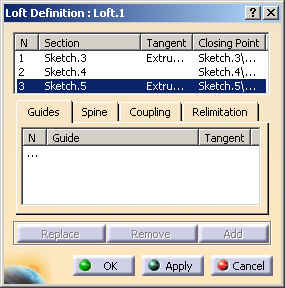 Loft Definition : Loft.1
N Section Tangent Closing Point
1 Sketch.3 Extru... Sketch.3\...
2 Sketch.4 Sketch.4\...
3 Sketch.5 Extru... Sketch.5\...
Guides Spine Coupling Relimitation
N Guide Tangent
...
Replace Remove Add
OK Apply Cancel